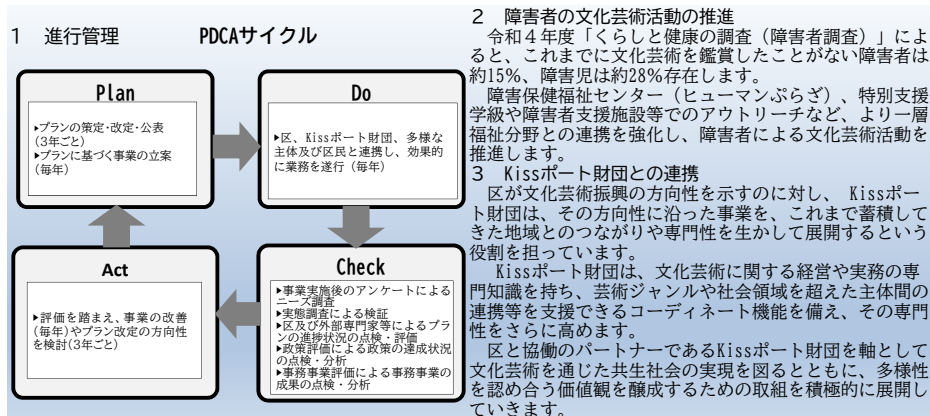 1　進行管理　　　　PDCAサイクル
Plan
▶プランの策定･改定･公表
(3年ごと)
▶プランに基づく事業の立案
(毎年)
Do
▶区、Kissポート財団、多様な
主体及び区民と連携し、効果的
に業務を遂行（毎年）
Act
▶評価を踏まえ、事業の改善
(毎年)やプラン改定の方向性
を検討(3年ごと)
Check
▶事業実施後のアンケートによる
ニーズ調査
▶実態調査による検証
▶区及び外部専門家等によるプラン
の進捗状況の点検・評価
▶政策評価による政策の達成状況
の点検・分析
▶事務事業評価による事務事業の
成果の点検・分析
2　障害者の文化芸術活動の推進
　令和４年度「くらしと健康の調査（障害者調査）」によ
ると、これまでに文化芸術を鑑賞したことがない障害者は
約15%、障害児は約28%存在します。
　障害保健福祉センター（ヒューマンぷらざ）、特別支援
学級や障害者支援施設等でのアウトリーチなど、より一層
福祉分野との連携を強化し、障害者による文化芸術活動を
推進します。
3　Kissポート財団との連携
　区が文化芸術振興の方向性を示すのに対し、 Kissポー
ト財団は、その方向性に沿った事業を、これまで蓄積して
きた地域とのつながりや専門性を生かして展開するという
役割を担っています。
　Kissポート財団は、文化芸術に関する経営や実務の専
門知識を持ち、芸術ジャンルや社会領域を超えた主体間の
連携等を支援できるコーディネート機能を備え、その専門
性をさらに高めます。
　区と協働のパートナーであるKissポート財団を軸として
文化芸術を通じた共生社会の実現を図るとともに、多様性
を認め合う価値観を醸成するための取組を積極的に展開し
ていきます。